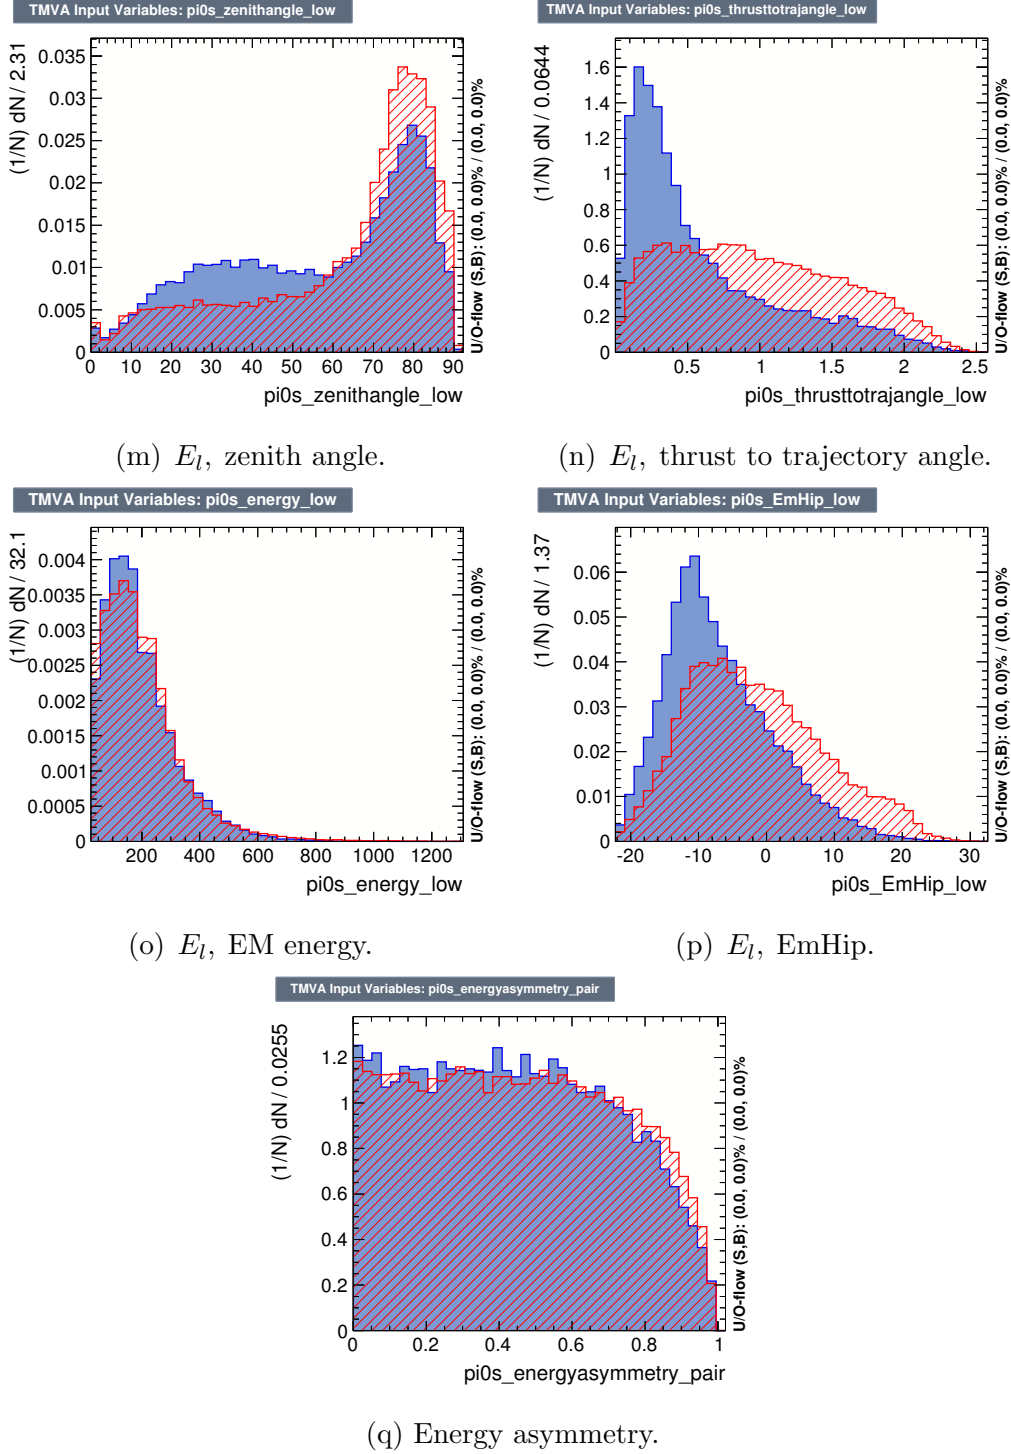 TMVA Input Variables: pi0s_zenithangle_low
(1/N) dN / 2.31
0.035
0.03
0.025
0.02
0.015
0.01
0.005
0
0 10 20 30 40 50 60 70 80 90
pi0s_zenithangle_low
U/O-flow (S,B): (0.0, 0.0)% / (0.0, 0.0)%
(m) E_l, zenith angle.
TMVA Input Variables: pi0s_thrusttotrajangle_low
(1/N) dN / 0.0644
1.6
1.4
1.2
1
0.8
0.6
0.4
0.2
0
0.5 1 1.5 2 2.5
pi0s_thrusttotrajangle_low
U/O-flow (S,B): (0.0, 0.0)% / (0.0, 0.0)%
(n) E_l, thrust to trajectory angle.
TMVA Input Variables: pi0s_energy_low
(1/N) dN / 32.1
0.004
0.0035
0.003
0.0025
0.002
0.0015
0.001
0.0005
0
200 400 600 800 1000 1200
pi0s_energy_low
U/O-flow (S,B): (0.0, 0.0)% / (0.0, 0.0)%
(o) E_l, EM energy.
TMVA Input Variables: pi0s_EmHip_low
(1/N) dN / 1.37
0.06
0.05
0.04
0.03
0.02
0.01
0
-20 -10 0 10 20 30
pi0s_EmHip_low
U/O-flow (S,B): (0.0, 0.0)% / (0.0, 0.0)%
(p) E_l, EmHip.
TMVA Input Variables: pi0s_energyasymmetry_pair
(1/N) dN / 0.0255
1.2
1
0.8
0.6
0.4
0.2
0
0 0.2 0.4 0.6 0.8 1
pi0s_energyasymmetry_pair
U/O-flow (S,B): (0.0, 0.0)% / (0.0, 0.0)%
(q) Energy asymmetry.